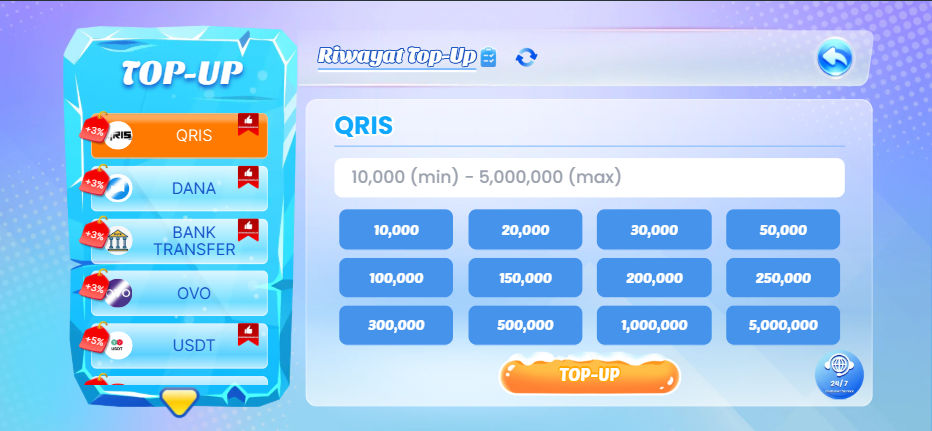 TOP-UP
Riwayat Top-Up
+3%
QRIS
QRIS
+3%
DANA
+3%
BANK
TRANSFER
+3%
OVO
+5%
USDT
USDT
QRIS
10,000 (min) - 5,000,000 (max)
10,000
20,000
30,000
50,000
100,000
150,000
200,000
250,000
300,000
500,000
1,000,000
5,000,000
TOP-UP
24/7